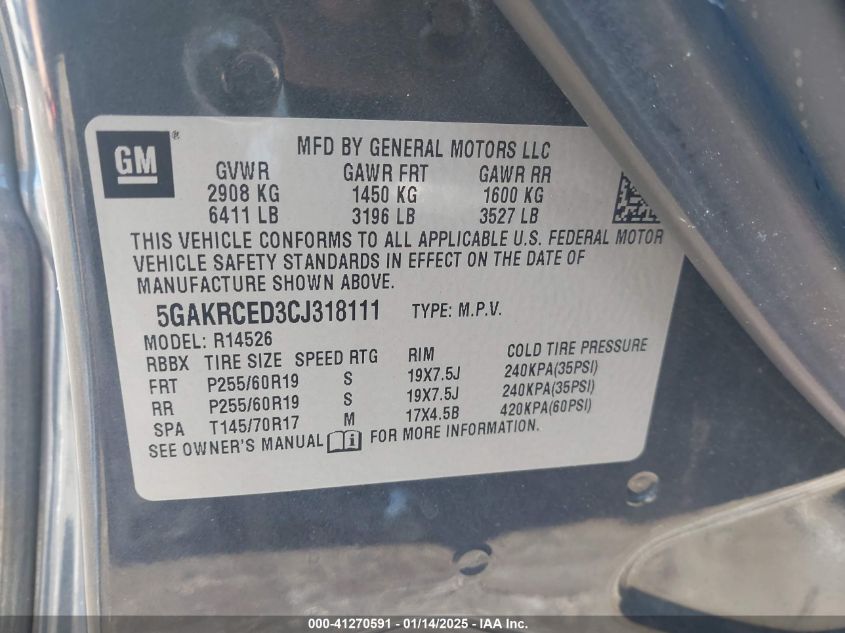 GM ®
MFD BY GENERAL MOTORS LLC
GVWR GAWR FRT GAWR RR
2908 KG 1450 KG 1600 KG
6411 LB 3196 LB 3527 LB
THIS VEHICLE CONFORMS TO ALL APPLICABLE U.S. FEDERAL MOTOR
VEHICLE SAFETY STANDARDS IN EFFECT ON THE DATE OF
MANUFACTURE SHOWN ABOVE.
5GAKRCED3CJ318111 TYPE: M.P.V.
MODEL: R14526
RBBX TIRE SIZE SPEED RTG RIM COLD TIRE PRESSURE
FRT P255/60R19 S 19X7.5J 240KPA(35PSI)
RR P255/60R19 S 19X7.5J 240KPA(35PSI)
SPA T145/70R17 M 17X4.5B 420KPA(60PSI)
SEE OWNER'S MANUAL i FOR MORE INFORMATION.
000-41270591 - 01/14/2025 - IAA Inc.